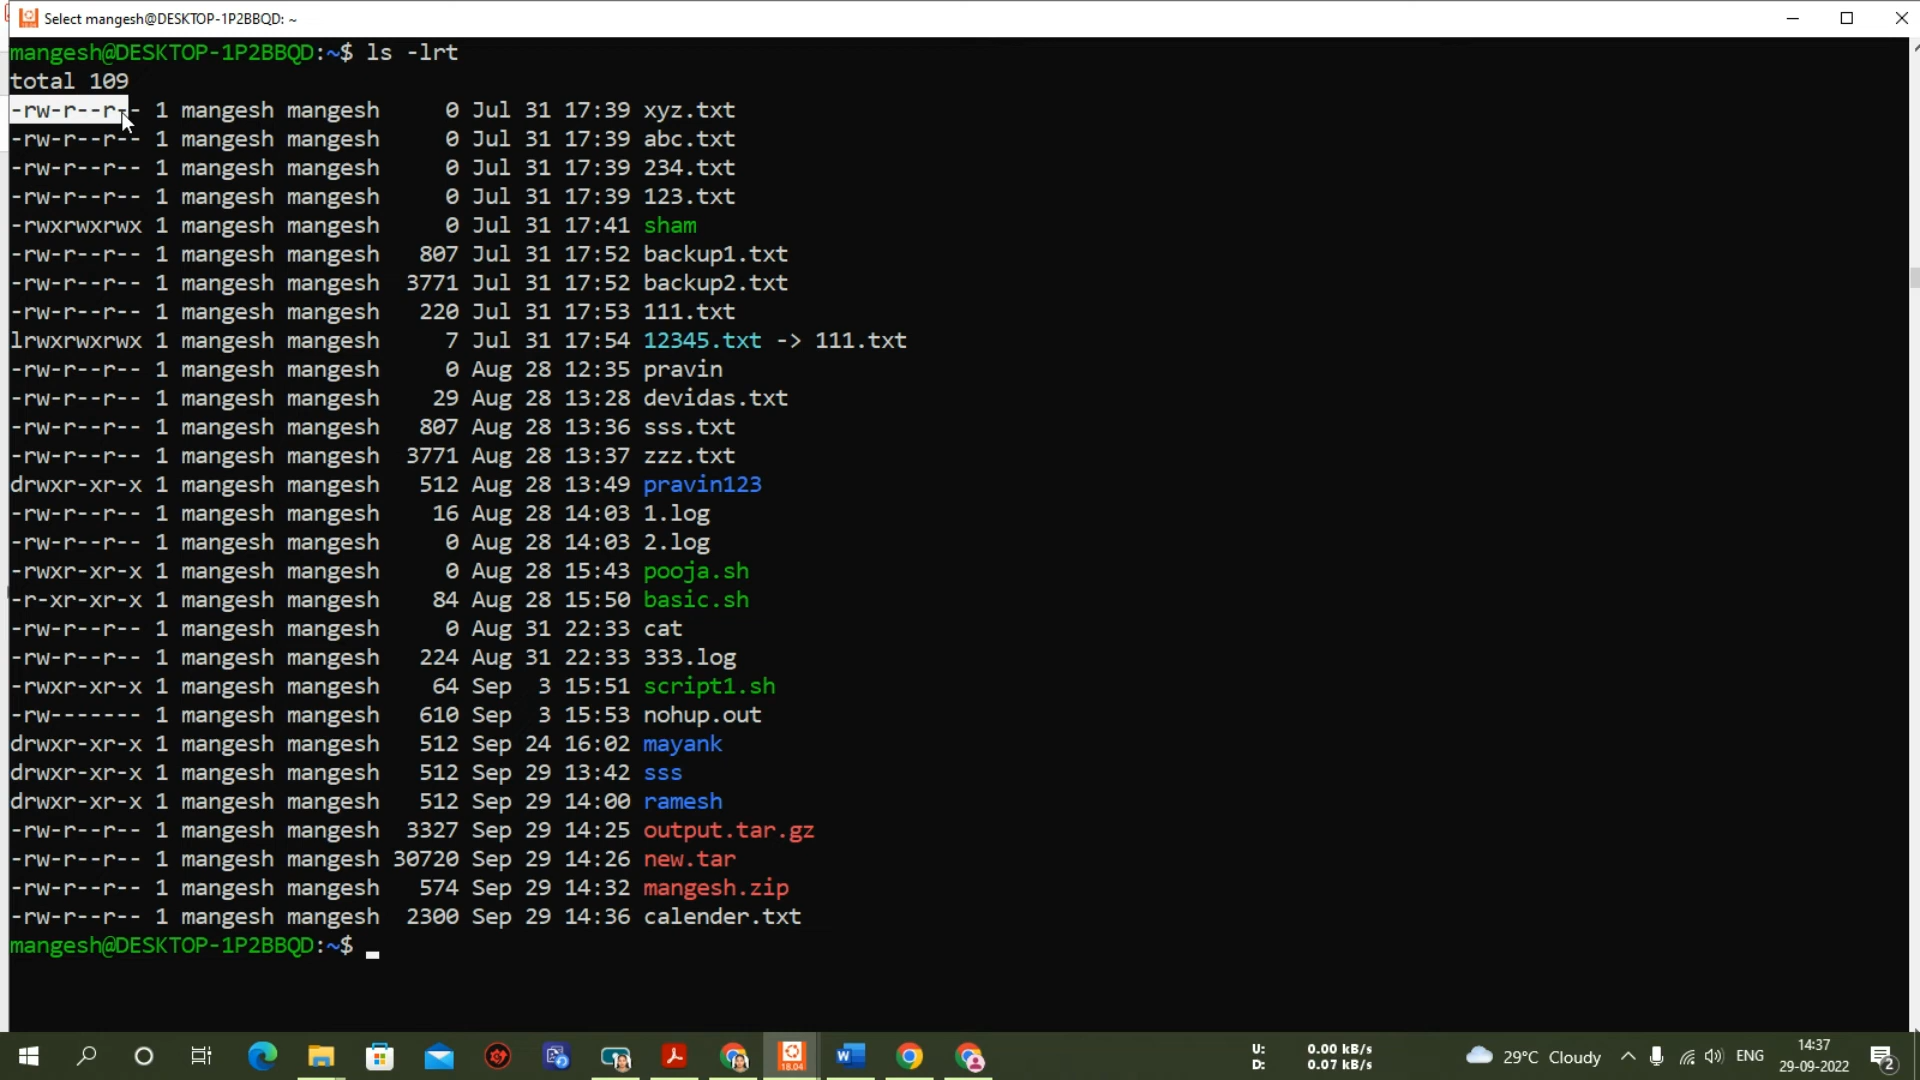 Select mangesh@DESKTOP-1P2BBQD: ~
mangesh@DESKTOP-1P2BBQD:~$ ls -lrt
total 109
-rw-r--r-- 1 mangesh mangesh     0 Jul 31 17:39 xyz.txt
-rw-r--r-- 1 mangesh mangesh     0 Jul 31 17:39 abc.txt
-rw-r--r-- 1 mangesh mangesh     0 Jul 31 17:39 234.txt
-rw-r--r-- 1 mangesh mangesh     0 Jul 31 17:39 123.txt
-rwxrwxrwx 1 mangesh mangesh     0 Jul 31 17:41 sham
-rw-r--r-- 1 mangesh mangesh   807 Jul 31 17:52 backup1.txt
-rw-r--r-- 1 mangesh mangesh  3771 Jul 31 17:52 backup2.txt
-rw-r--r-- 1 mangesh mangesh   220 Jul 31 17:53 111.txt
lrwxrwxrwx 1 mangesh mangesh     7 Jul 31 17:54 12345.txt -> 111.txt
-rw-r--r-- 1 mangesh mangesh     0 Aug 28 12:35 pravin
-rw-r--r-- 1 mangesh mangesh    29 Aug 28 13:28 devidas.txt
-rw-r--r-- 1 mangesh mangesh   807 Aug 28 13:36 sss.txt
-rw-r--r-- 1 mangesh mangesh  3771 Aug 28 13:37 zzz.txt
drwxr-xr-x 1 mangesh mangesh   512 Aug 28 13:49 pravin123
-rw-r--r-- 1 mangesh mangesh    16 Aug 28 14:03 1.log
-rw-r--r-- 1 mangesh mangesh     0 Aug 28 14:03 2.log
-rwxr-xr-x 1 mangesh mangesh     0 Aug 28 15:43 pooja.sh
-r-xr-xr-x 1 mangesh mangesh    84 Aug 28 15:50 basic.sh
-rw-r--r-- 1 mangesh mangesh     0 Aug 31 22:33 cat
-rw-r--r-- 1 mangesh mangesh   224 Aug 31 22:33 333.log
-rwxr-xr-x 1 mangesh mangesh    64 Sep  3 15:51 script1.sh
-rw------- 1 mangesh mangesh   610 Sep  3 15:53 nohup.out
drwxr-xr-x 1 mangesh mangesh   512 Sep 24 16:02 mayank
drwxr-xr-x 1 mangesh mangesh   512 Sep 29 13:42 sss
drwxr-xr-x 1 mangesh mangesh   512 Sep 29 14:00 ramesh
-rw-r--r-- 1 mangesh mangesh  3327 Sep 29 14:25 output.tar.gz
-rw-r--r-- 1 mangesh mangesh 30720 Sep 29 14:26 new.tar
-rw-r--r-- 1 mangesh mangesh   574 Sep 29 14:32 mangesh.zip
-rw-r--r-- 1 mangesh mangesh  2300 Sep 29 14:36 calender.txt
mangesh@DESKTOP-1P2BBQD:~$
U: 0.00 kB/s
D: 0.07 kB/s
29°C Cloudy
ENG
14:37
29-09-2022
2
18.04